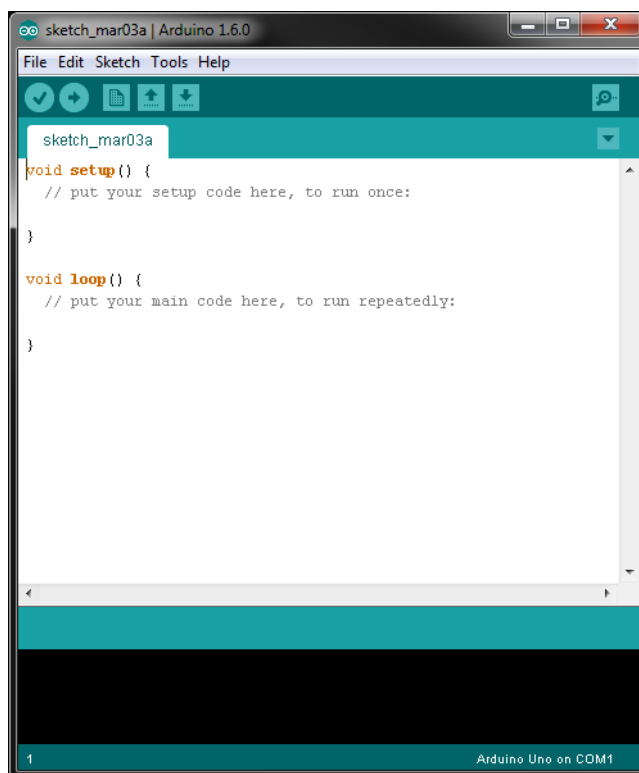 sketch_mar03a | Arduino 1.6.0
File Edit Sketch Tools Help
sketch_mar03a
void setup() {
  // put your setup code here, to run once:
}
void loop() {
  // put your main code here, to run repeatedly:
}
1 Arduino Uno on COM1